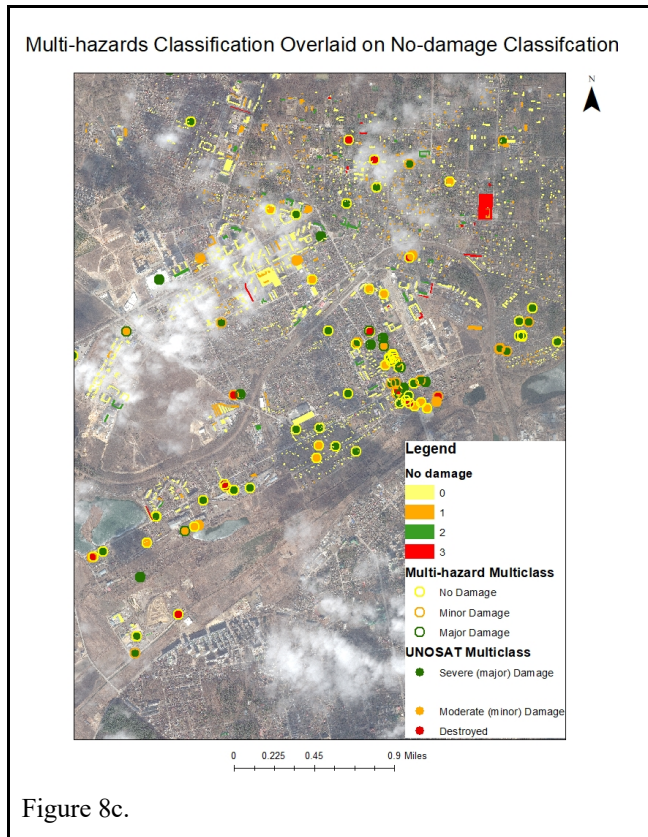 Multi-hazards Classification Overlaid on No-damage Classifcation
N
Legend
No damage
0
1
2
3
Multi-hazard Multiclass
No Damage
Minor Damage
Major Damage
UNOSAT Multiclass
Severe (major) Damage
Moderate (minor) Damage
Destroyed
0 0.225 0.45 0.9 Miles
Figure 8c.